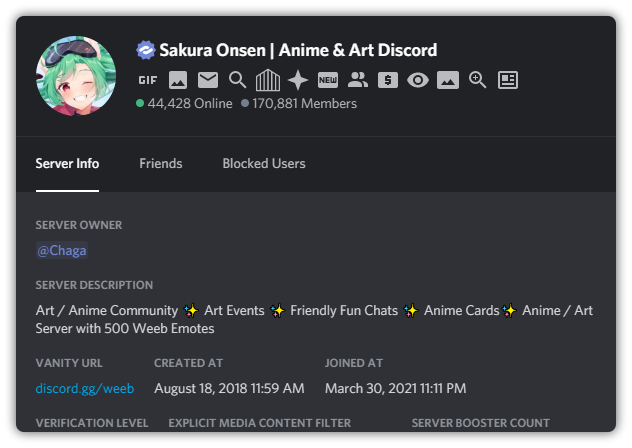 Sakura Onsen | Anime & Art Discord
GIF NEW
44,428 Online 170,881 Members
Server Info Friends Blocked Users
SERVER OWNER
@Chaga
SERVER DESCRIPTION
Art / Anime Community ✨ Art Events ✨ Friendly Fun Chats ✨ Anime Cards✨ Anime / Art
Server with 500 Weeb Emotes
VANITY URL CREATED AT JOINED AT
discord.gg/weeb August 18, 2018 11:59 AM March 30, 2021 11:11 PM
VERIFICATION LEVEL EXPLICIT MEDIA CONTENT FILTER SERVER BOOSTER COUNT